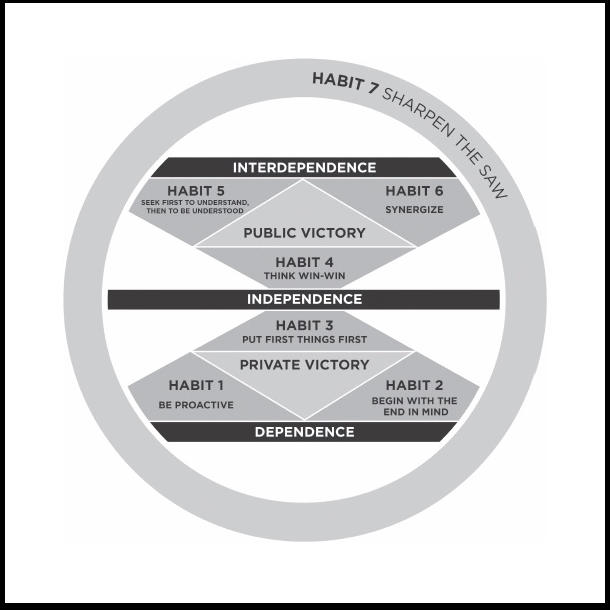 HABIT 7 SHARPEN THE SAW
INTERDEPENDENCE
HABIT 5
SEEK FIRST TO UNDERSTAND,
THEN TO BE UNDERSTOOD
HABIT 6
SYNERGIZE
PUBLIC VICTORY
HABIT 4
THINK WIN-WIN
INDEPENDENCE
HABIT 3
PUT FIRST THINGS FIRST
PRIVATE VICTORY
HABIT 1
BE PROACTIVE
HABIT 2
BEGIN WITH THE
END IN MIND
DEPENDENCE